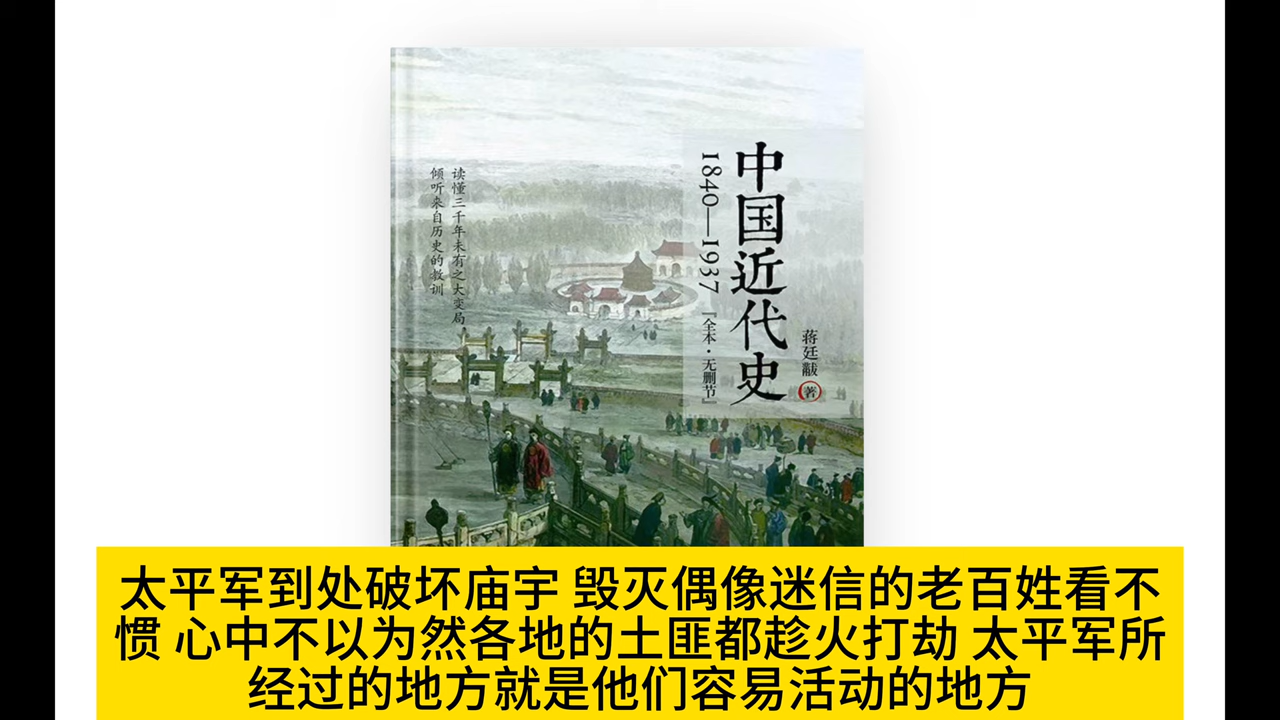 中国近代史
1840—1937
『全本·无删节』
蒋廷黻
著
读懂三千年未有之大变局，
倾听来自历史的教训
太平军到处破坏庙宇 毁灭偶像迷信的老百姓看不
惯 心中不以为然各地的土匪都趁火打劫 太平军所
经过的地方就是他们容易活动的地方